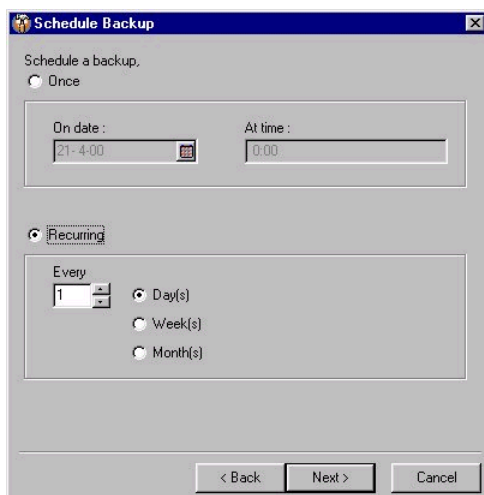 Schedule Backup
Schedule a backup,
Once
On date :
At time :
21- 4-00
0:00
Recurring
Every
1
Day(s)
Week(s)
Month(s)
< Back
Next >
Cancel